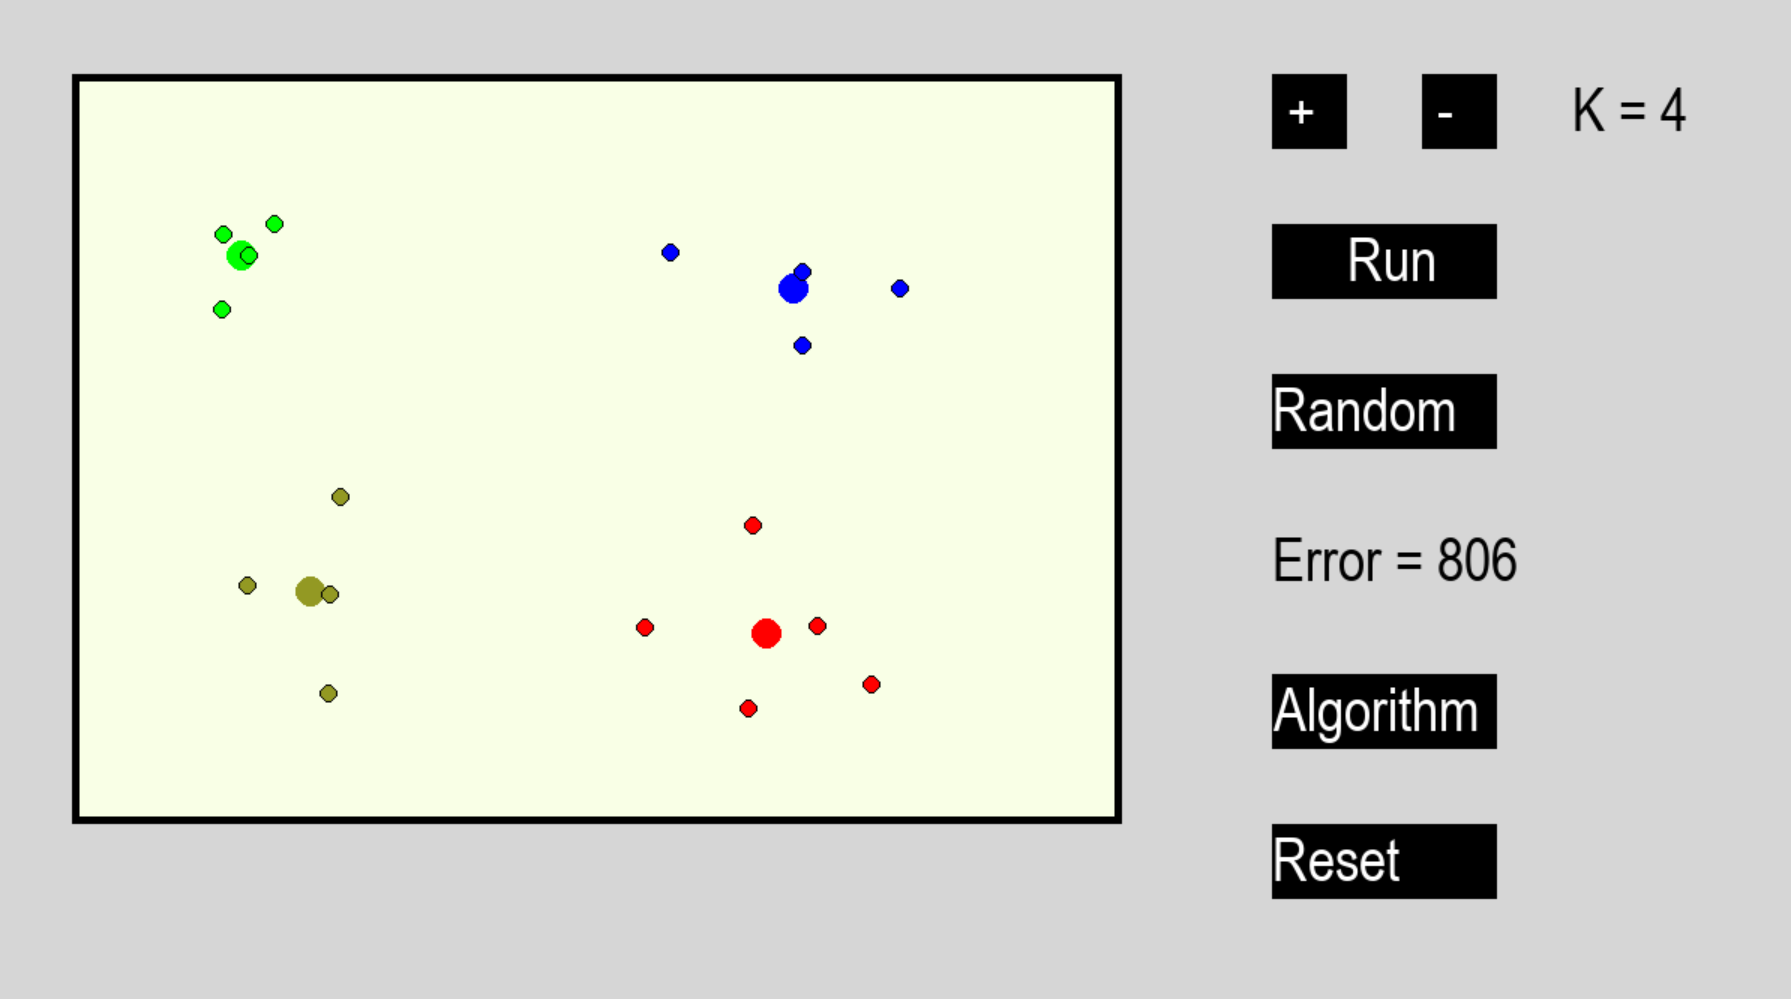 + - K = 4
Run
Random
Error = 806
Algorithm
Reset